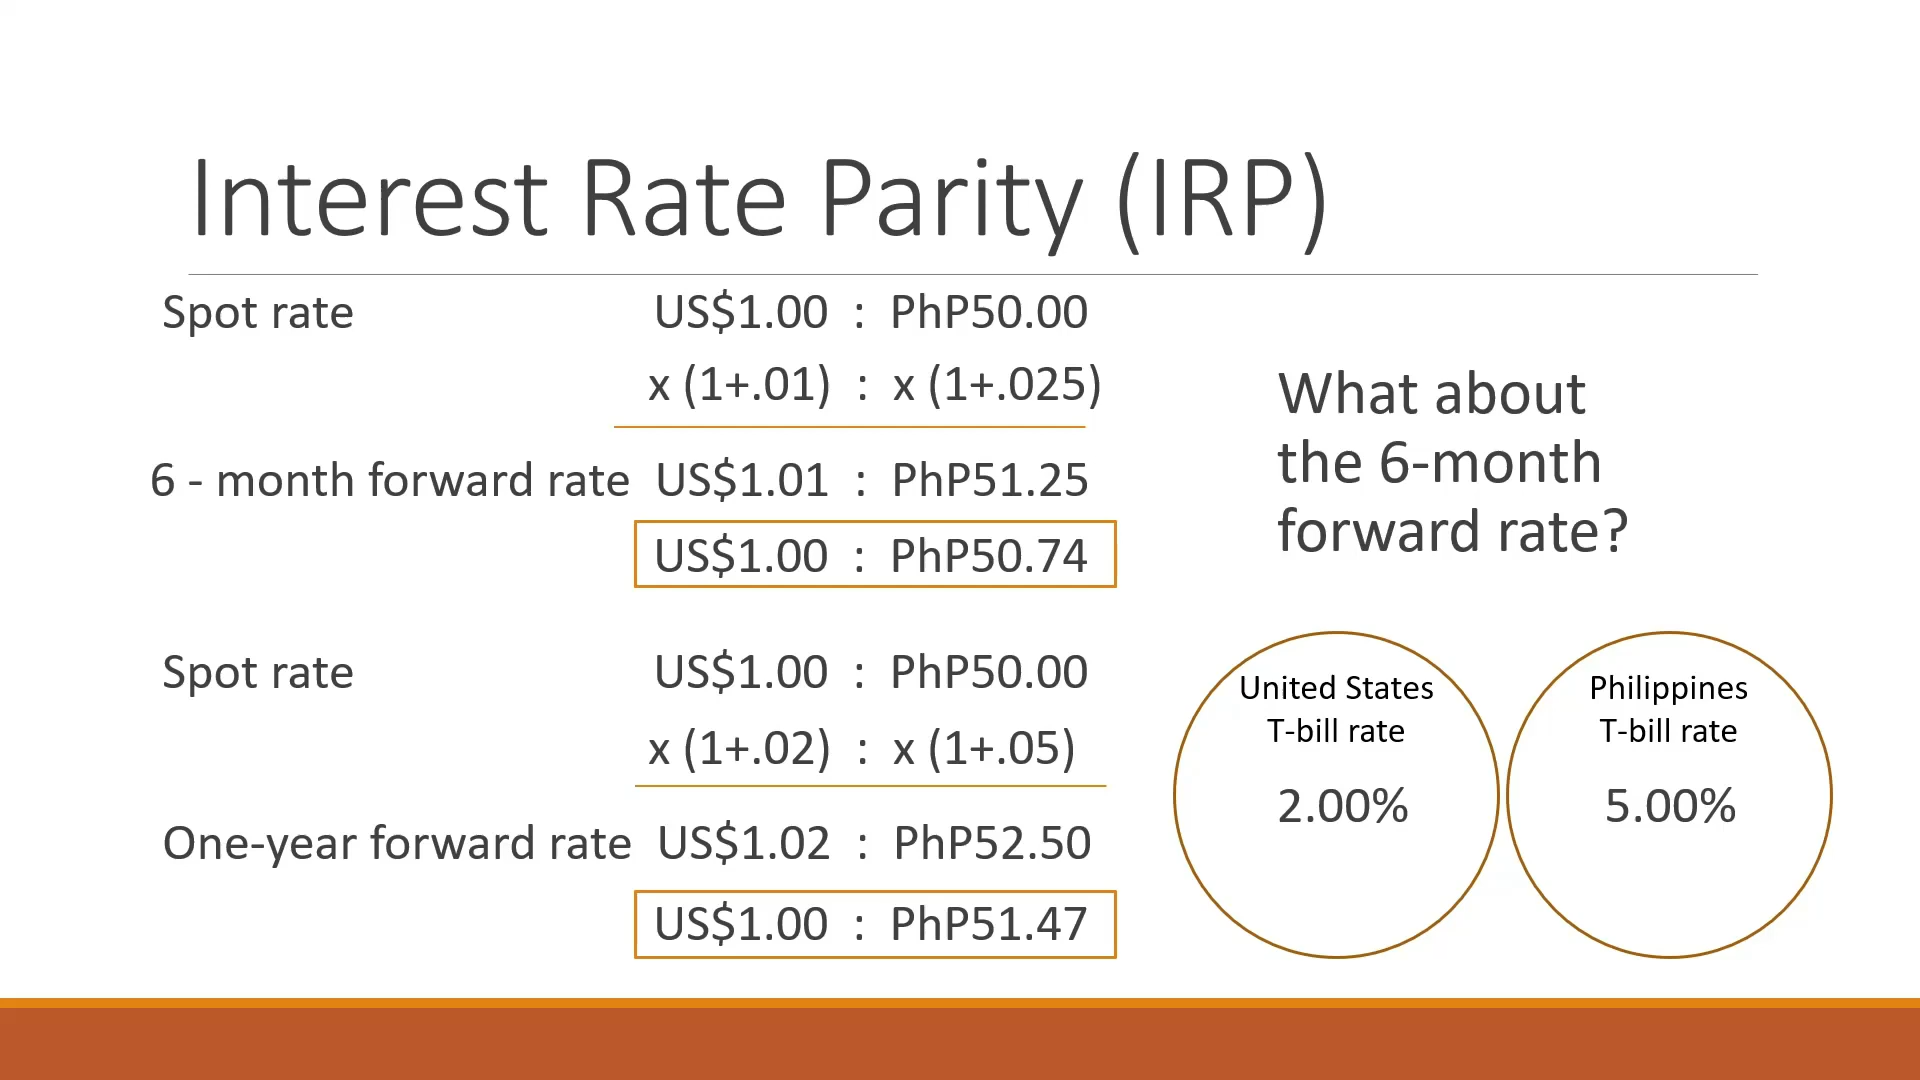 Interest Rate Parity (IRP)
Spot rate US$1.00 : PhP50.00
x (1+.01) : x (1+.025)
6 - month forward rate US$1.01 : PhP51.25
US$1.00 : PhP50.74
What about
the 6-month
forward rate?
Spot rate US$1.00 : PhP50.00
x (1+.02) : x (1+.05)
One-year forward rate US$1.02 : PhP52.50
US$1.00 : PhP51.47
United States
T-bill rate
2.00%
Philippines
T-bill rate
5.00%